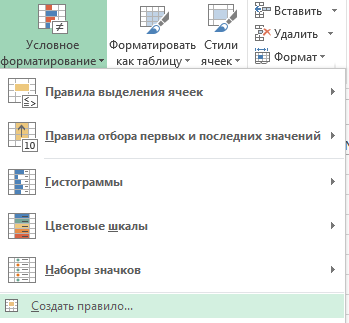 Условное
форматирование
Форматировать
как таблицу
Стили
ячеек
Вставить
Удалить
Формат
Правила выделения ячеек
Правила отбора первых и последних значений
10
Гистограммы
Цветовые шкалы
Наборы значков
Создать правило...